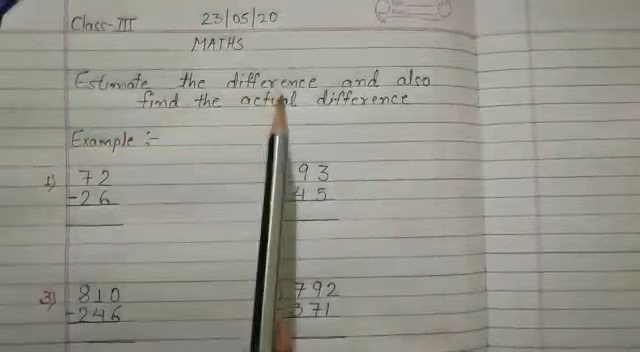 Class-III 23/05/20
MATHS
Estimate the difference and also
find the actual difference
Example :-
1) 72 93
-26 45
3) 810 792
-246 371